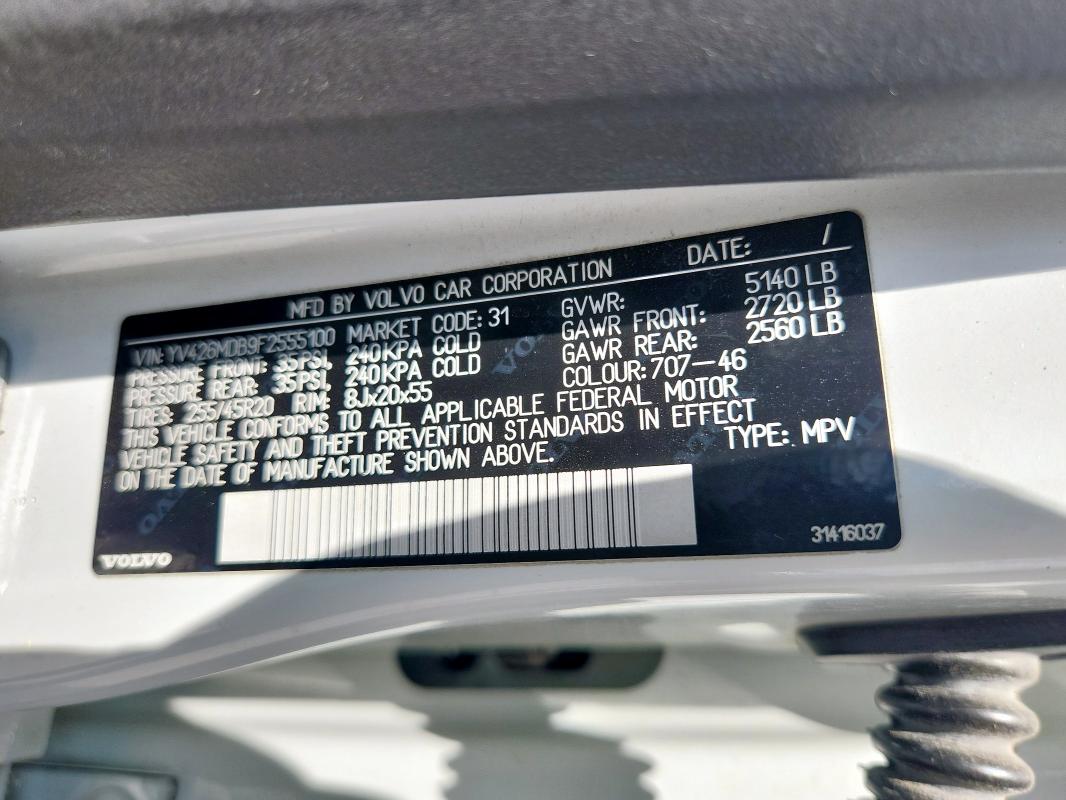 MFD BY VOLVO CAR CORPORATION DATE: /
VIN: YV426MDB9F2555100 MARKET CODE: 31 GVWR: 5140 LB
PRESSURE FRONT: 35PSI, 240KPA COLD GAWR FRONT: 2720 LB
PRESSURE REAR: 35PSI, 240KPA COLD GAWR REAR: 2560 LB
TIRES: 255/45R20 RIM: 8Jx20x55 COLOUR: 707-46
THIS VEHICLE CONFORMS TO ALL APPLICABLE FEDERAL MOTOR
VEHICLE SAFETY AND THEFT PREVENTION STANDARDS IN EFFECT
ON THE DATE OF MANUFACTURE SHOWN ABOVE. TYPE: MPV
VOLVO 31416037